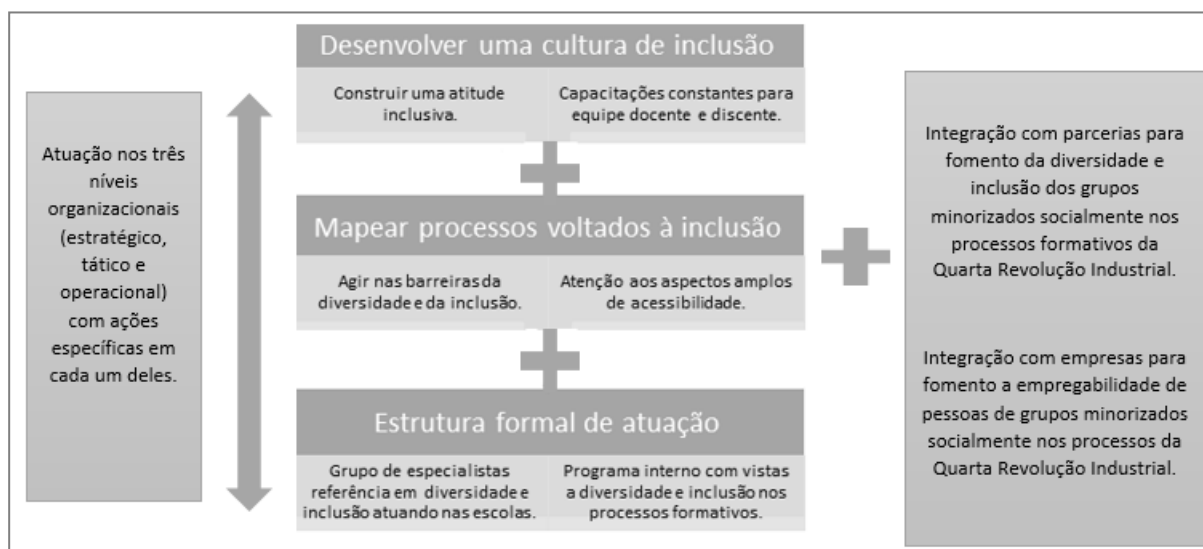 Atuação nos três
níveis
organizacionais
(estratégico,
tático e
operacional)
com ações
específicas em
cada um deles.
Desenvolver uma cultura de inclusão
Construir uma atitude
inclusiva.
Capacitações constantes para
equipe docente e discente.
Mapear processos voltados à inclusão
Agir nas barreiras da
diversidade e da inclusão.
Atenção aos aspectos amplos
de acessibilidade.
Estrutura formal de atuação
Grupo de especialistas
referência em diversidade e
inclusão atuando nas escolas.
Programa interno com vistas
a diversidade e inclusão nos
processos formativos.
Integração com parcerias para
fomento da diversidade e
inclusão dos grupos
minorizados socialmente nos
processos formativos da
Quarta Revolução Industrial.
Integração com empresas para
fomento a empregabilidade de
pessoas de grupos minorizados
socialmente nos processos da
Quarta Revolução Industrial.